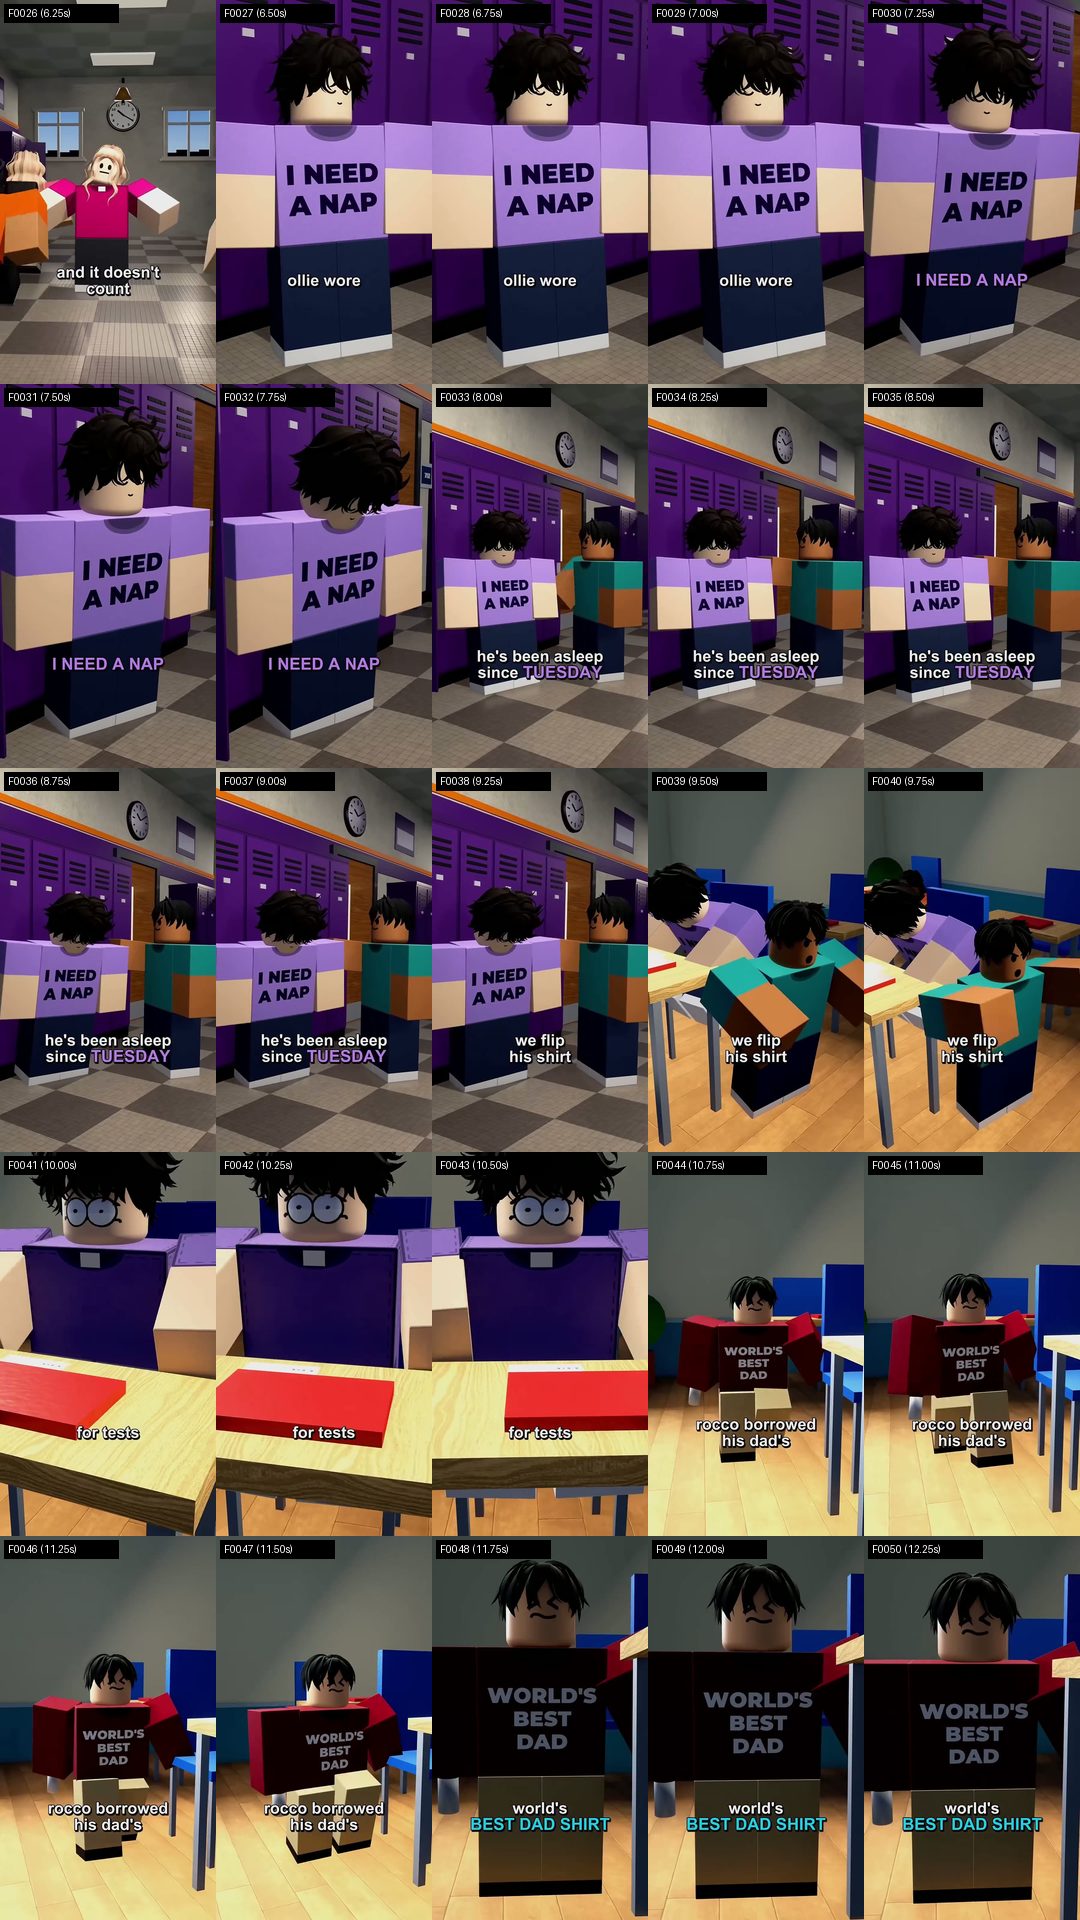 F0026 (6.25s)
and it doesn't
count
F0027 (6.50s)
I NEED
A NAP
ollie wore
F0028 (6.75s)
I NEED
A NAP
ollie wore
F0029 (7.00s)
I NEED
A NAP
ollie wore
F0030 (7.25s)
I NEED
A NAP
I NEED A NAP
F0031 (7.50s)
I NEED
A NAP
I NEED A NAP
F0032 (7.75s)
I NEED
A NAP
I NEED A NAP
F0033 (8.00s)
I NEED
A NAP
he's been asleep
since TUESDAY
F0034 (8.25s)
I NEED
A NAP
he's been asleep
since TUESDAY
F0035 (8.50s)
I NEED
A NAP
he's been asleep
since TUESDAY
F0036 (8.75s)
I NEED
A NAP
he's been asleep
since TUESDAY
F0037 (9.00s)
I NEED
A NAP
he's been asleep
since TUESDAY
F0038 (9.25s)
I NEED
A NAP
we flip
his shirt
F0039 (9.50s)
we flip
his shirt
F0040 (9.75s)
we flip
his shirt
F0041 (10.00s)
for tests
F0042 (10.25s)
for tests
F0043 (10.50s)
for tests
F0044 (10.75s)
WORLD'S
BEST
DAD
rocco borrowed
his dad's
F0045 (11.00s)
WORLD'S
BEST
DAD
rocco borrowed
his dad's
F0046 (11.25s)
WORLD'S
BEST
DAD
rocco borrowed
his dad's
F0047 (11.50s)
WORLD'S
BEST
DAD
rocco borrowed
his dad's
F0048 (11.75s)
WORLD'S
BEST
DAD
world's
BEST DAD SHIRT
F0049 (12.00s)
WORLD'S
BEST
DAD
world's
BEST DAD SHIRT
F0050 (12.25s)
WORLD'S
BEST
DAD
world's
BEST DAD SHIRT